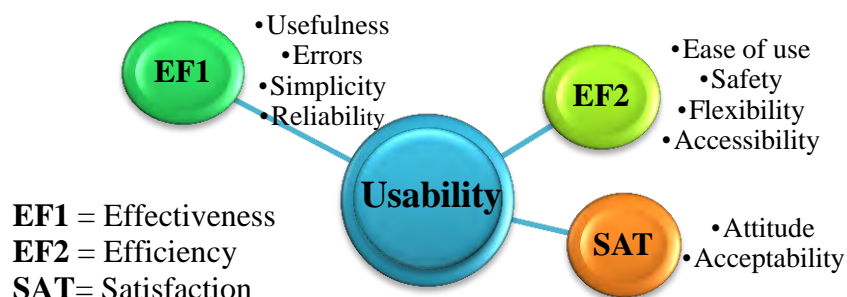 •Usefulness
•Errors
•Simplicity
•Reliability
EF1
•Ease of use
•Safety
•Flexibility
•Accessibility
EF2
Usability
EF1 = Effectiveness
EF2 = Efficiency
SAT= Satisfaction
SAT
•Attitude
•Acceptability